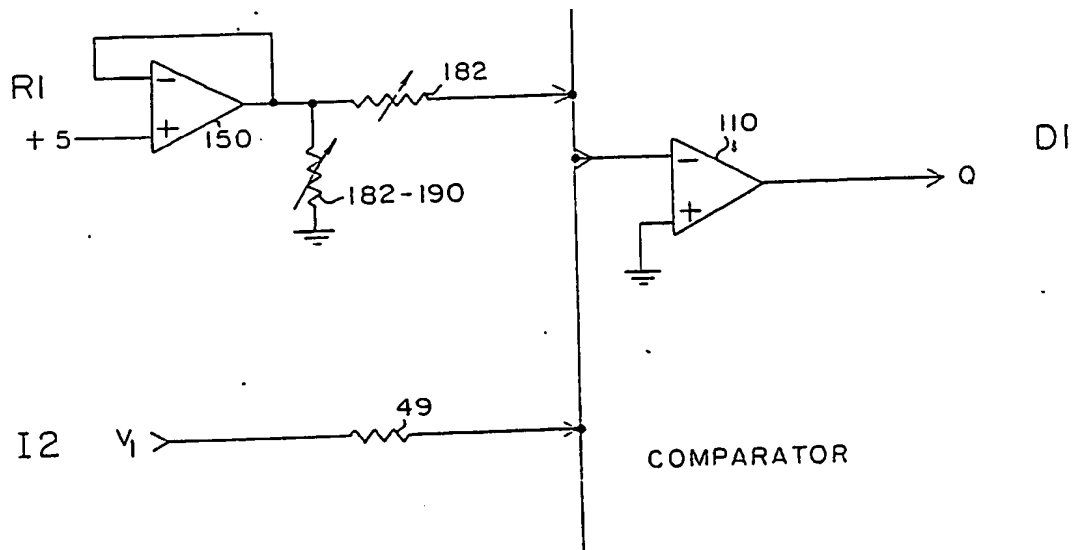 R1
+ 5
-
+
150
182
182-190
-
+
110
Q
D1
I2
V1
49
COMPARATOR